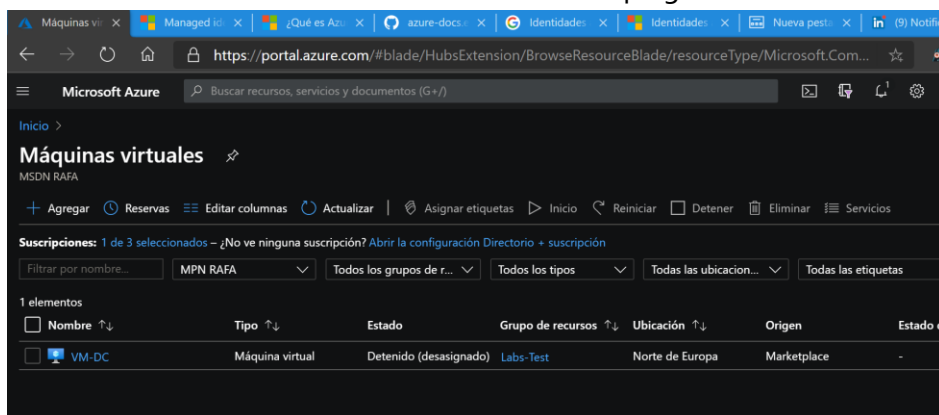 Máquinas vir Managed ide ¿Qué es Azu azure-docs.e Identidades Identidades Nueva pesta (9) Notific
https://portal.azure.com/#blade/HubsExtension/BrowseResourceBlade/resourceType/Microsoft.Com...
Microsoft Azure Buscar recursos, servicios y documentos (G+/) 1
Inicio >
Máquinas virtuales
MSDN RAFA
Agregar Reservas Editar columnas Actualizar Asignar etiquetas Inicio Reiniciar Detener Eliminar Servicios
Suscripciones: 1 de 3 seleccionados – ¿No ve ninguna suscripción? Abrir la configuración Directorio + suscripción
Filtrar por nombre... MPN RAFA Todos los grupos de r... Todos los tipos Todas las ubicacion... Todas las etiquetas
1 elementos
Nombre ↑↓ Tipo ↑↓ Estado Grupo de recursos ↑↓ Ubicación ↑↓ Origen Estado
VM-DC Máquina virtual Detenido (desasignado) Labs-Test Norte de Europa Marketplace -